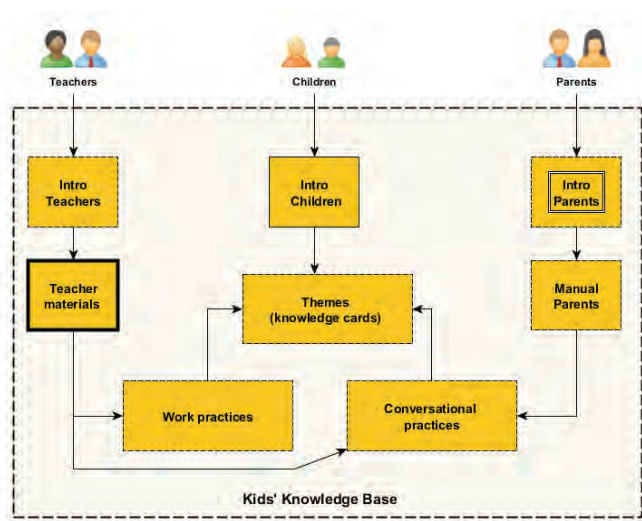 Teachers
Children
Parents
Intro
Teachers
Intro
Children
Intro
Parents
Teacher
materials
Themes
(knowledge cards)
Manual
Parents
Work practices
Conversational
practices
Kids' Knowledge Base